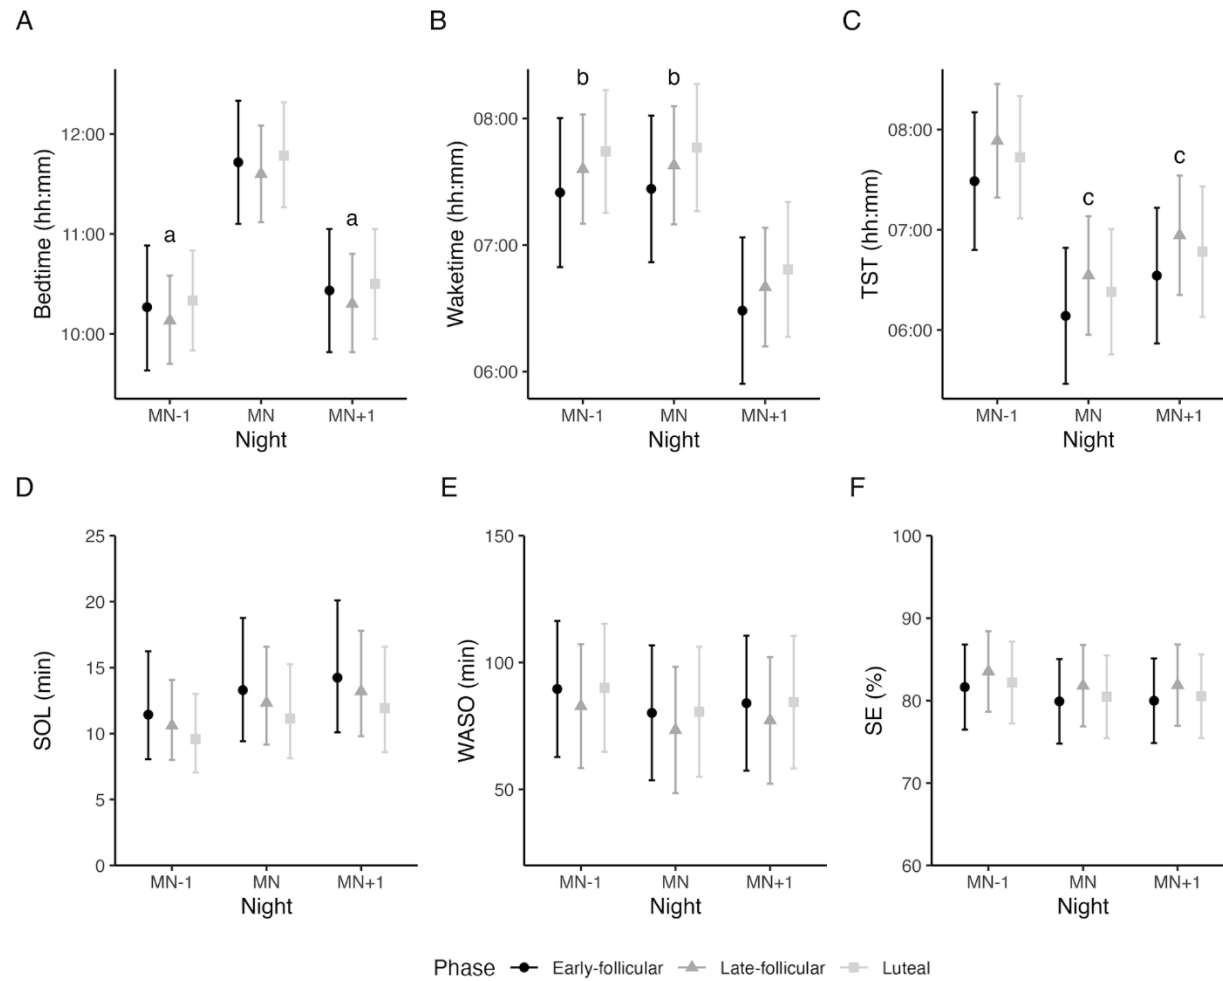 A
B
C
Bedtime (hh:mm)
12:00
11:00
10:00
a
a
MN-1
MN
MN+1
Night
Waketime (hh:mm)
08:00
07:00
06:00
b
b
MN-1
MN
MN+1
Night
TST (hh:mm)
08:00
07:00
06:00
c
c
MN-1
MN
MN+1
Night
D
E
F
SOL (min)
25
20
15
10
5
0
MN-1
MN
MN+1
Night
WASO (min)
150
100
50
MN-1
MN
MN+1
Night
SE (%)
100
90
80
70
60
MN-1
MN
MN+1
Night
Phase Early-follicular Late-follicular Luteal